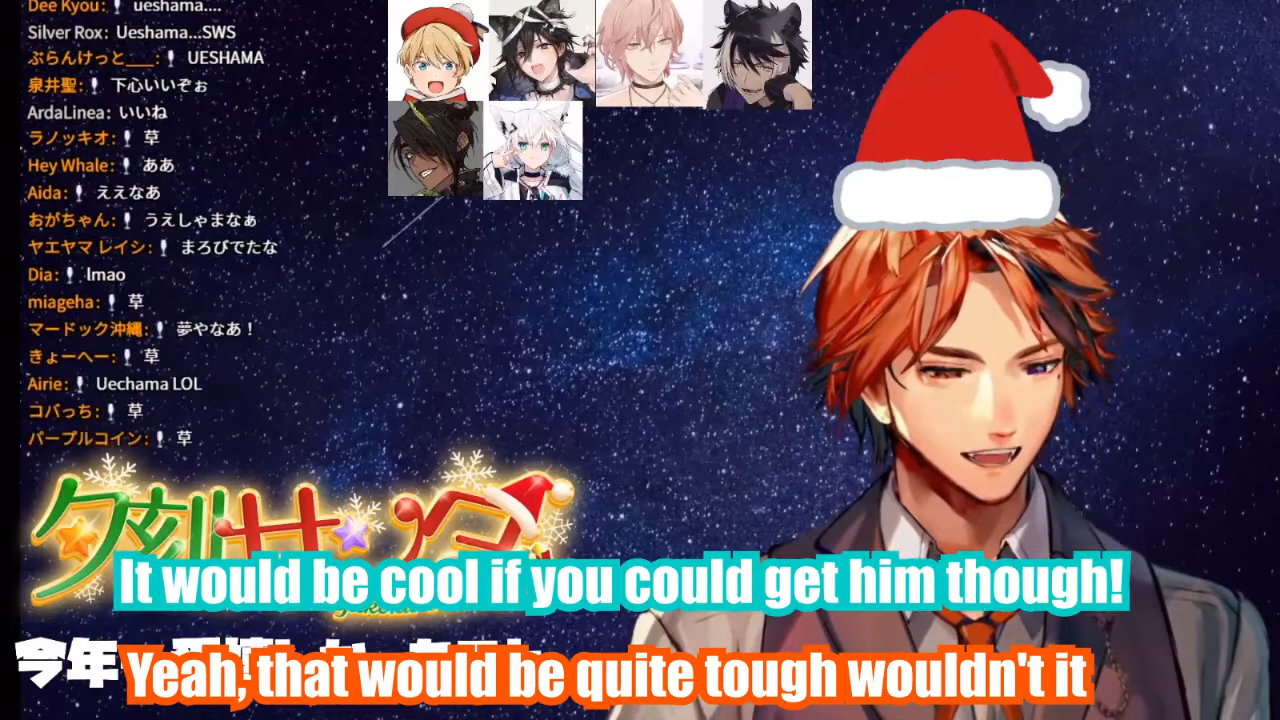 Dee Kyou: ueshama....
Silver Rox: Ueshama...SWS
ぶらんけっと___: UESHAMA
泉井聖: 下心いいぞぉ
ArdaLinea: いいね
ラノッキオ: 草
Hey Whale: ああ
Aida: ええなあ
おがちゃん: うえしゃまなぁ
ヤエヤマ レイシ: まろびでたな
Dia: lmao
miageha: 草
マードック沖縄: 夢やなあ！
きょーへー: 草
Airie: Uechama LOL
コバっち: 草
パープルコイン: 草
夕刻サンタ
It would be cool if you could get him though!
今年
Yeah, that would be quite tough wouldn't it